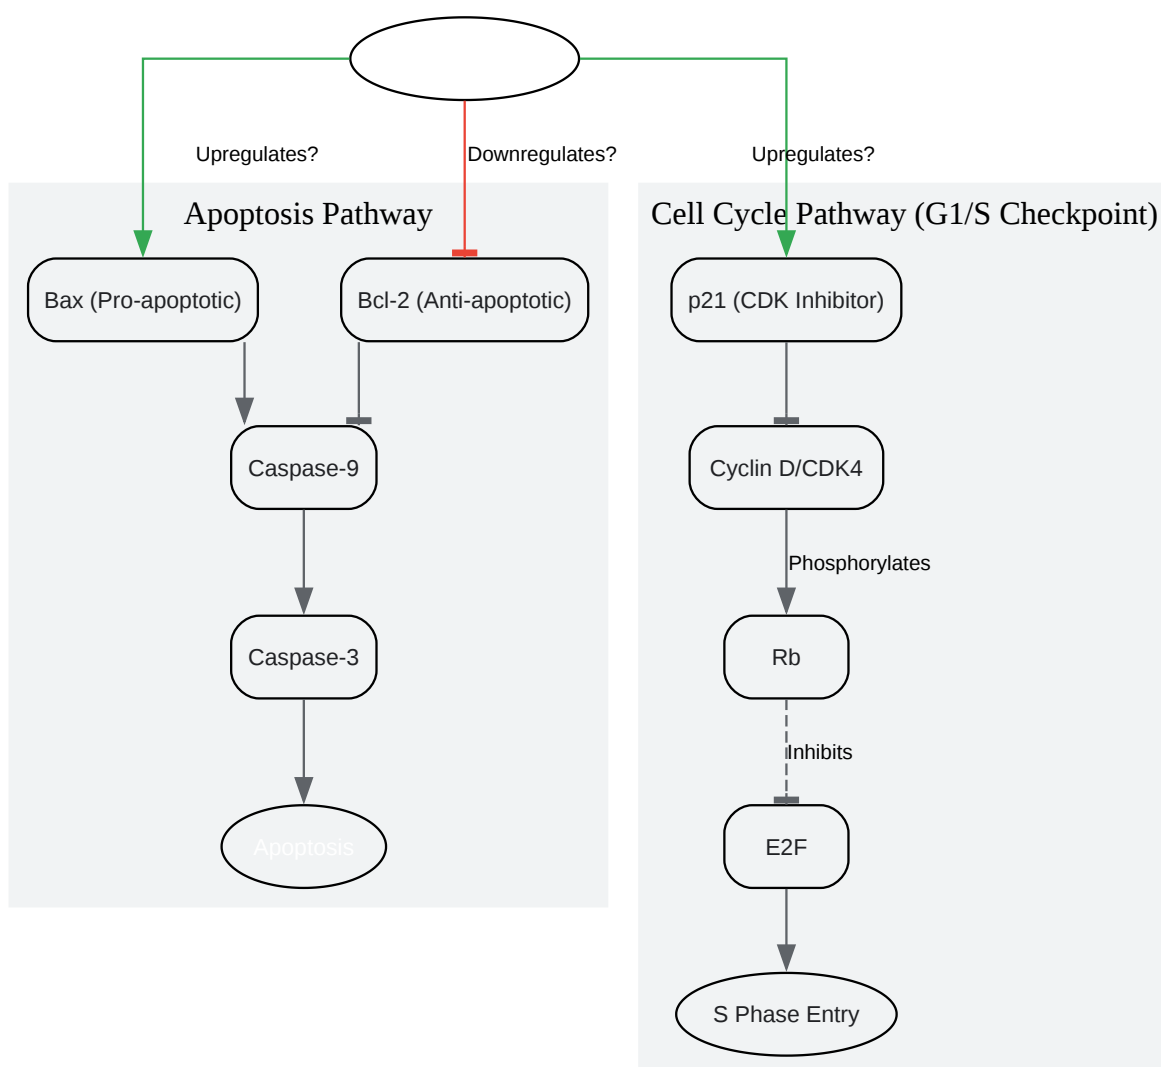 Upregulates?
Downregulates?
Upregulates?
Apoptosis Pathway
Cell Cycle Pathway (G1/S Checkpoint)
Bax (Pro-apoptotic)
Bcl-2 (Anti-apoptotic)
p21 (CDK Inhibitor)
Caspase-9
Cyclin D/CDK4
Phosphorylates
Caspase-3
Rb
Inhibits
Apoptosis
E2F
S Phase Entry